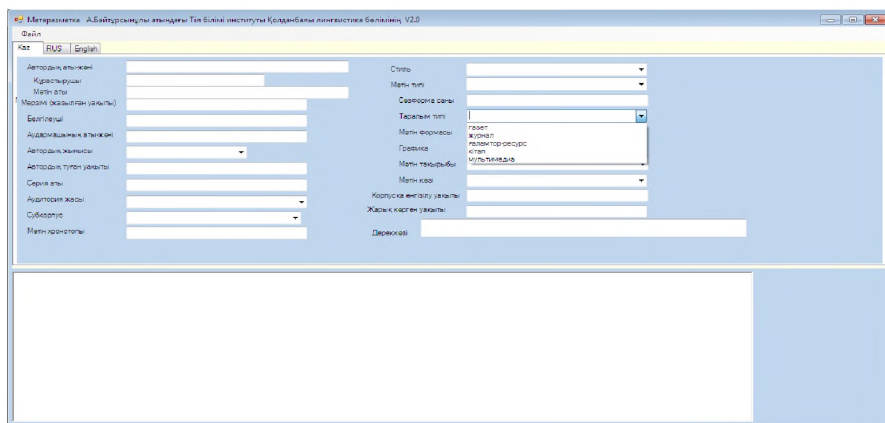 Метаразметка А.Байтұрсынұлы атындағы Тіл білімі институты Қолданбалы лингвистика бөлімінің V2.0
Файл
Каз RUS English
Автордың аты-жөні
Құрастырушы
Мәтін аты
Мерзімі (жазылған уақыты)
Белгілеуші
Аудармашының аты-жөні
Автордың жынысы
Автордың туған уақыты
Серия аты
Аудитория жасы
Субкорпус
Мәтін хронотопы
Стиль
Мәтін типі
Сөзформа саны
Таралым типі
газет
журнал
ғаламтор-ресурс
кітап
мультимедиа
Мәтін формасы
Графика
Мәтін тақырыбы
Мәтін көзі
Корпусқа енгізілу уақыты
Жарық көрген уақыты
Дереккөзі